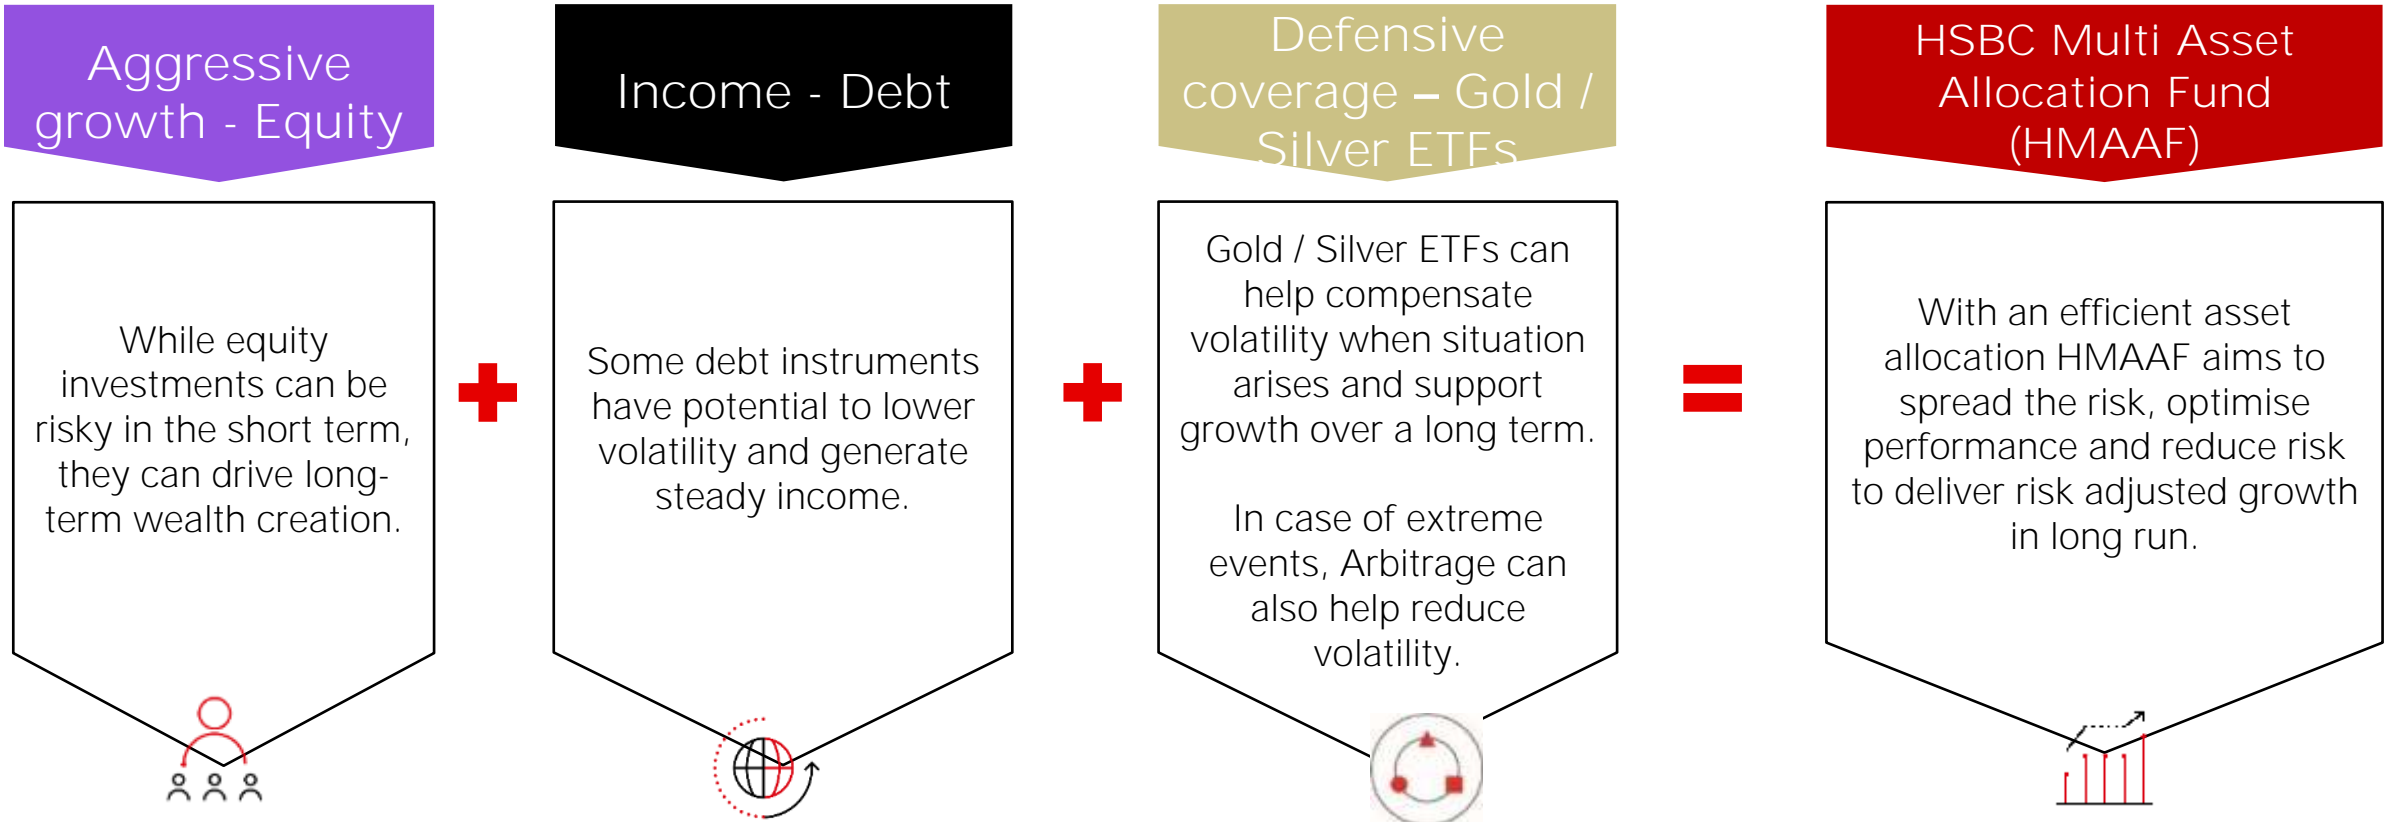 Aggressive
growth - Equity
While equity
investments can be
risky in the short term,
they can drive long-
term wealth creation.
Income - Debt
Some debt instruments
have potential to lower
volatility and generate
steady income.
Defensive
coverage – Gold /
Silver ETFs
Gold / Silver ETFs can
help compensate
volatility when situation
arises and support
growth over a long term.
In case of extreme
events, Arbitrage can
also help reduce
volatility.
HSBC Multi Asset
Allocation Fund
(HMAAF)
With an efficient asset
allocation HMAAF aims to
spread the risk, optimise
performance and reduce risk
to deliver risk adjusted growth
in long run.